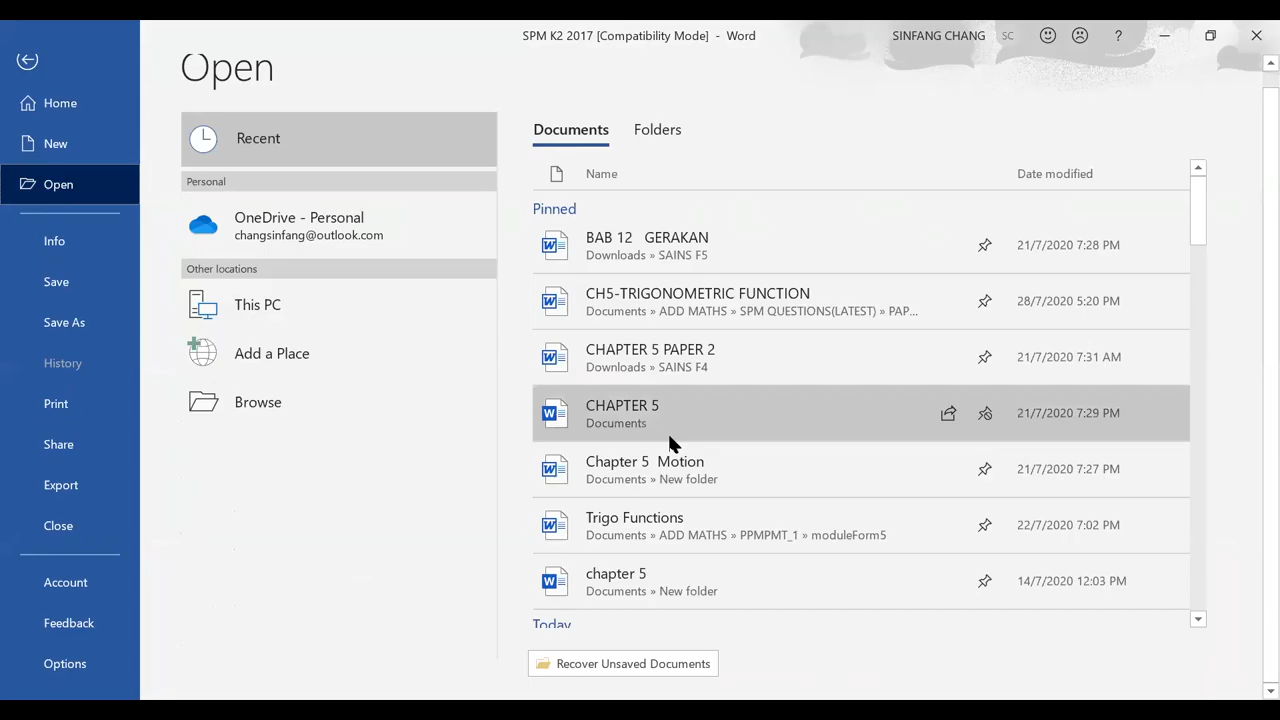 SPM K2 2017 [Compatibility Mode] - Word
SINFANG CHANG SC
?
Open
Home
New
Open
Info
Save
Save As
History
Print
Share
Export
Close
Account
Feedback
Options
Recent
Personal
OneDrive - Personal
changsinfang@outlook.com
Other locations
This PC
Add a Place
Browse
Documents Folders
Name Date modified
Pinned
BAB 12 GERAKAN 21/7/2020 7:28 PM
Downloads » SAINS F5
CH5-TRIGONOMETRIC FUNCTION 28/7/2020 5:20 PM
Documents » ADD MATHS » SPM QUESTIONS(LATEST) » PAP...
CHAPTER 5 PAPER 2 21/7/2020 7:31 AM
Downloads » SAINS F4
CHAPTER 5 21/7/2020 7:29 PM
Documents
Chapter 5 Motion 21/7/2020 7:27 PM
Documents » New folder
Trigo Functions 22/7/2020 7:02 PM
Documents » ADD MATHS » PPMPMT_1 » moduleForm5
chapter 5 14/7/2020 12:03 PM
Documents » New folder
Today
Recover Unsaved Documents